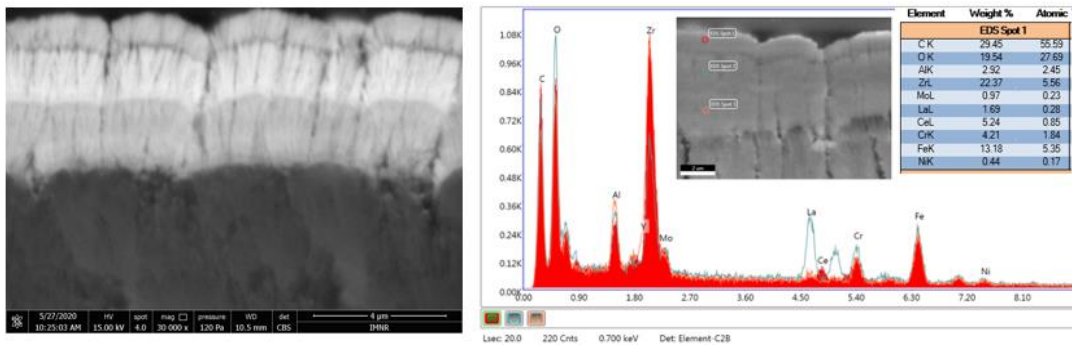 5/27/2020 HV spot mag □ pressure WD det 4 µm
10:25:03 AM 15.00 kV 4.0 30 000 x 120 Pa 10.5 mm CBS IMNR
1.08K
0.96K
0.84K
0.72K
0.60K
0.48K
0.36K
0.24K
0.12K
0.00K
0.00 0.90 1.80 2.70 3.60 4.50 5.40 6.30 7.20 8.10
C
O
Al
Y
Zr
Mo
La
Ce
Cr
Fe
Ni
EDS Spot 1
EDS Spot 2
EDS Spot 3
Element Weight % Atomic
EDS Spot 1
C K 29.45 55.59
O K 19.54 27.69
AlK 2.92 2.45
ZrL 22.37 5.56
MoL 0.97 0.23
LaL 1.69 0.28
CeL 5.24 0.85
CrK 4.21 1.84
FeK 13.18 5.35
NiK 0.44 0.17
Lsec: 20.0 220 Cnts 0.700 keV Det: Element-C2B